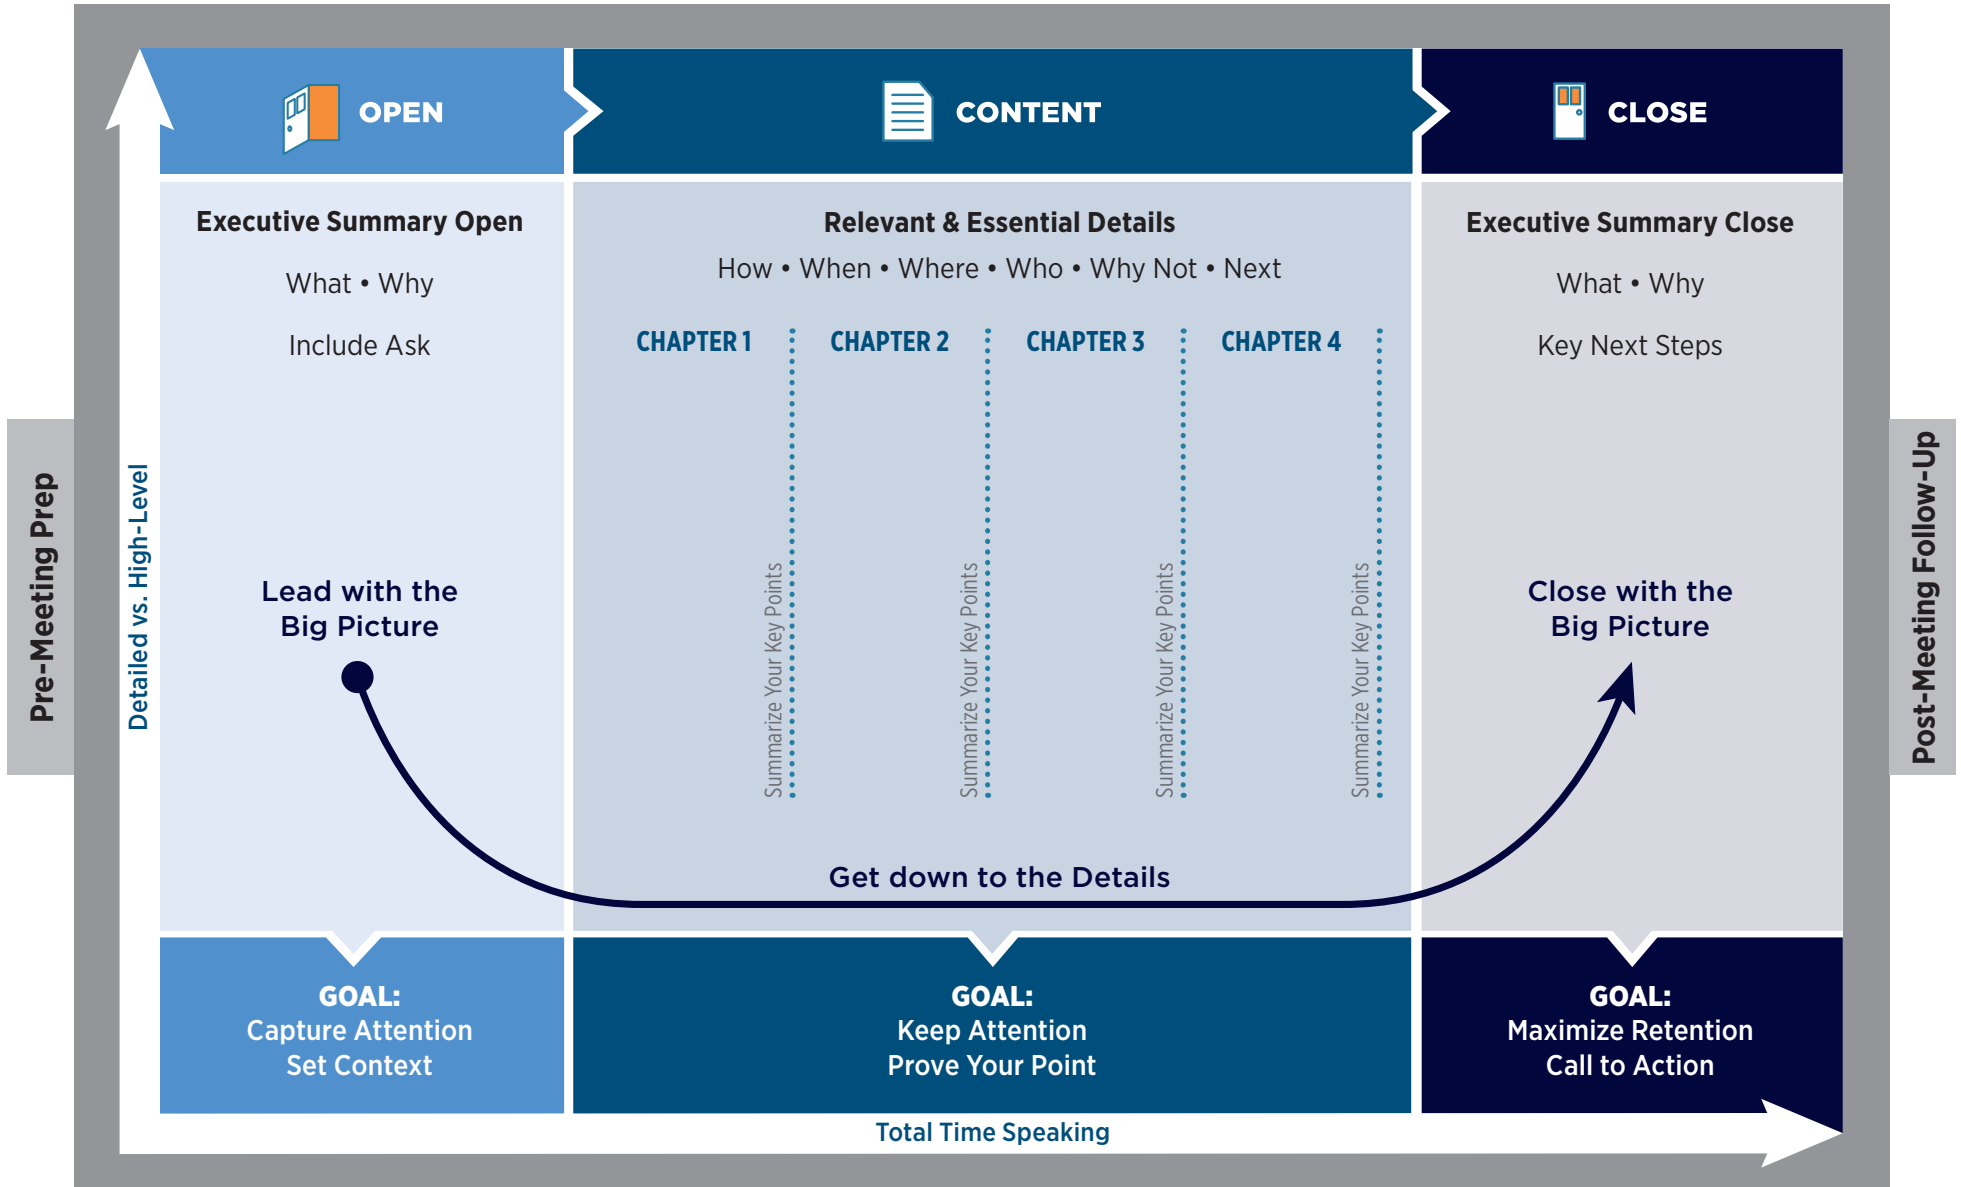 OPEN
CONTENT
CLOSE
Executive Summary Open
What • Why
Include Ask
Relevant & Essential Details
How • When • Where • Who • Why Not • Next
CHAPTER 1
CHAPTER 2
CHAPTER 3
CHAPTER 4
Summarize Your Key Points
Summarize Your Key Points
Summarize Your Key Points
Summarize Your Key Points
Executive Summary Close
What • Why
Key Next Steps
Pre-Meeting Prep
Detailed vs. High-Level
Lead with the
Big Picture
Get down to the Details
Close with the
Big Picture
Post-Meeting Follow-Up
GOAL:
Capture Attention
Set Context
GOAL:
Keep Attention
Prove Your Point
GOAL:
Maximize Retention
Call to Action
Total Time Speaking